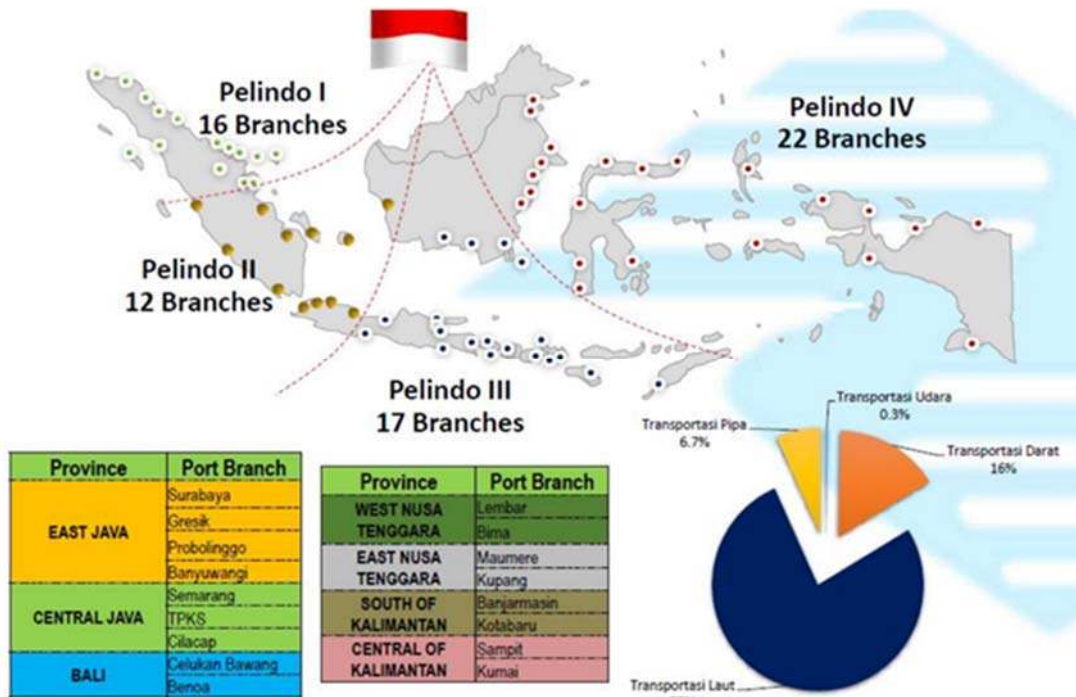 Pelindo I
16 Branches
Pelindo IV
22 Branches
Pelindo II
12 Branches
Pelindo III
17 Branches
Province
Port Branch
EAST JAVA
Surabaya
Gresik
Probolinggo
Banyuwangi
CENTRAL JAVA
Semarang
TPKS
Cilacap
BALI
Celukan Bawang
Benoa
Province
Port Branch
WEST NUSA
TENGGARA
Lembar
Bima
EAST NUSA
TENGGARA
Maumere
Kupang
SOUTH OF
KALIMANTAN
Banjarmasin
Kotabaru
CENTRAL OF
KALIMANTAN
Sampit
Kumai
Transportasi Udara
0.3%
Transportasi Pipa
6.7%
Transportasi Darat
16%
Transportasi Laut